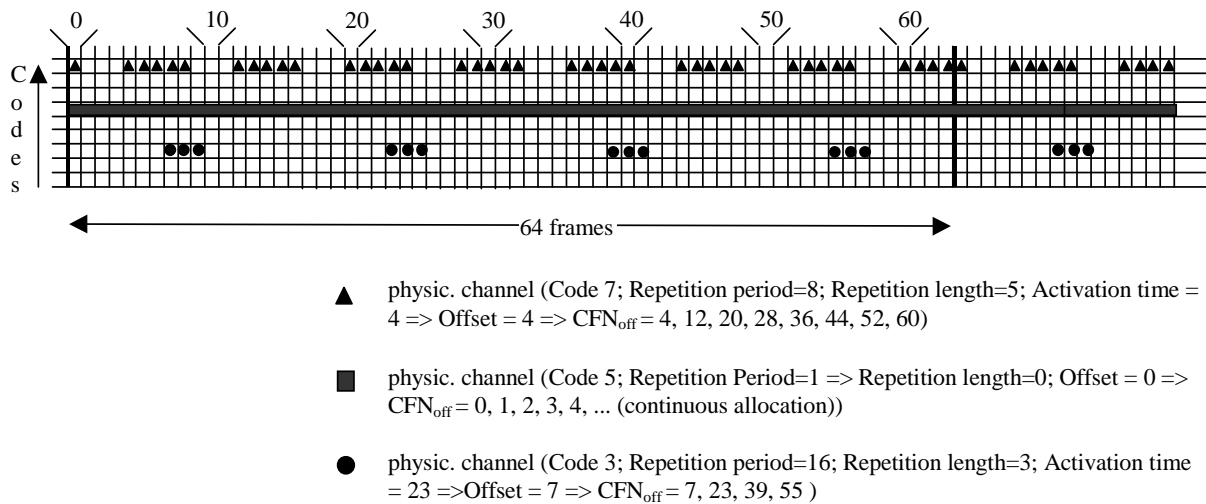 0 10 20 30 40 50 60
C
o
d
e
s
64 frames
physic. channel (Code 7; Repetition period=8; Repetition length=5; Activation time =
4 => Offset = 4 => CFNoff = 4, 12, 20, 28, 36, 44, 52, 60)
physic. channel (Code 5; Repetition Period=1 => Repetition length=0; Offset = 0 =>
CFNoff = 0, 1, 2, 3, 4, ... (continuous allocation))
physic. channel (Code 3; Repetition period=16; Repetition length=3; Activation time
= 23 =>Offset = 7 => CFNoff = 7, 23, 39, 55 )